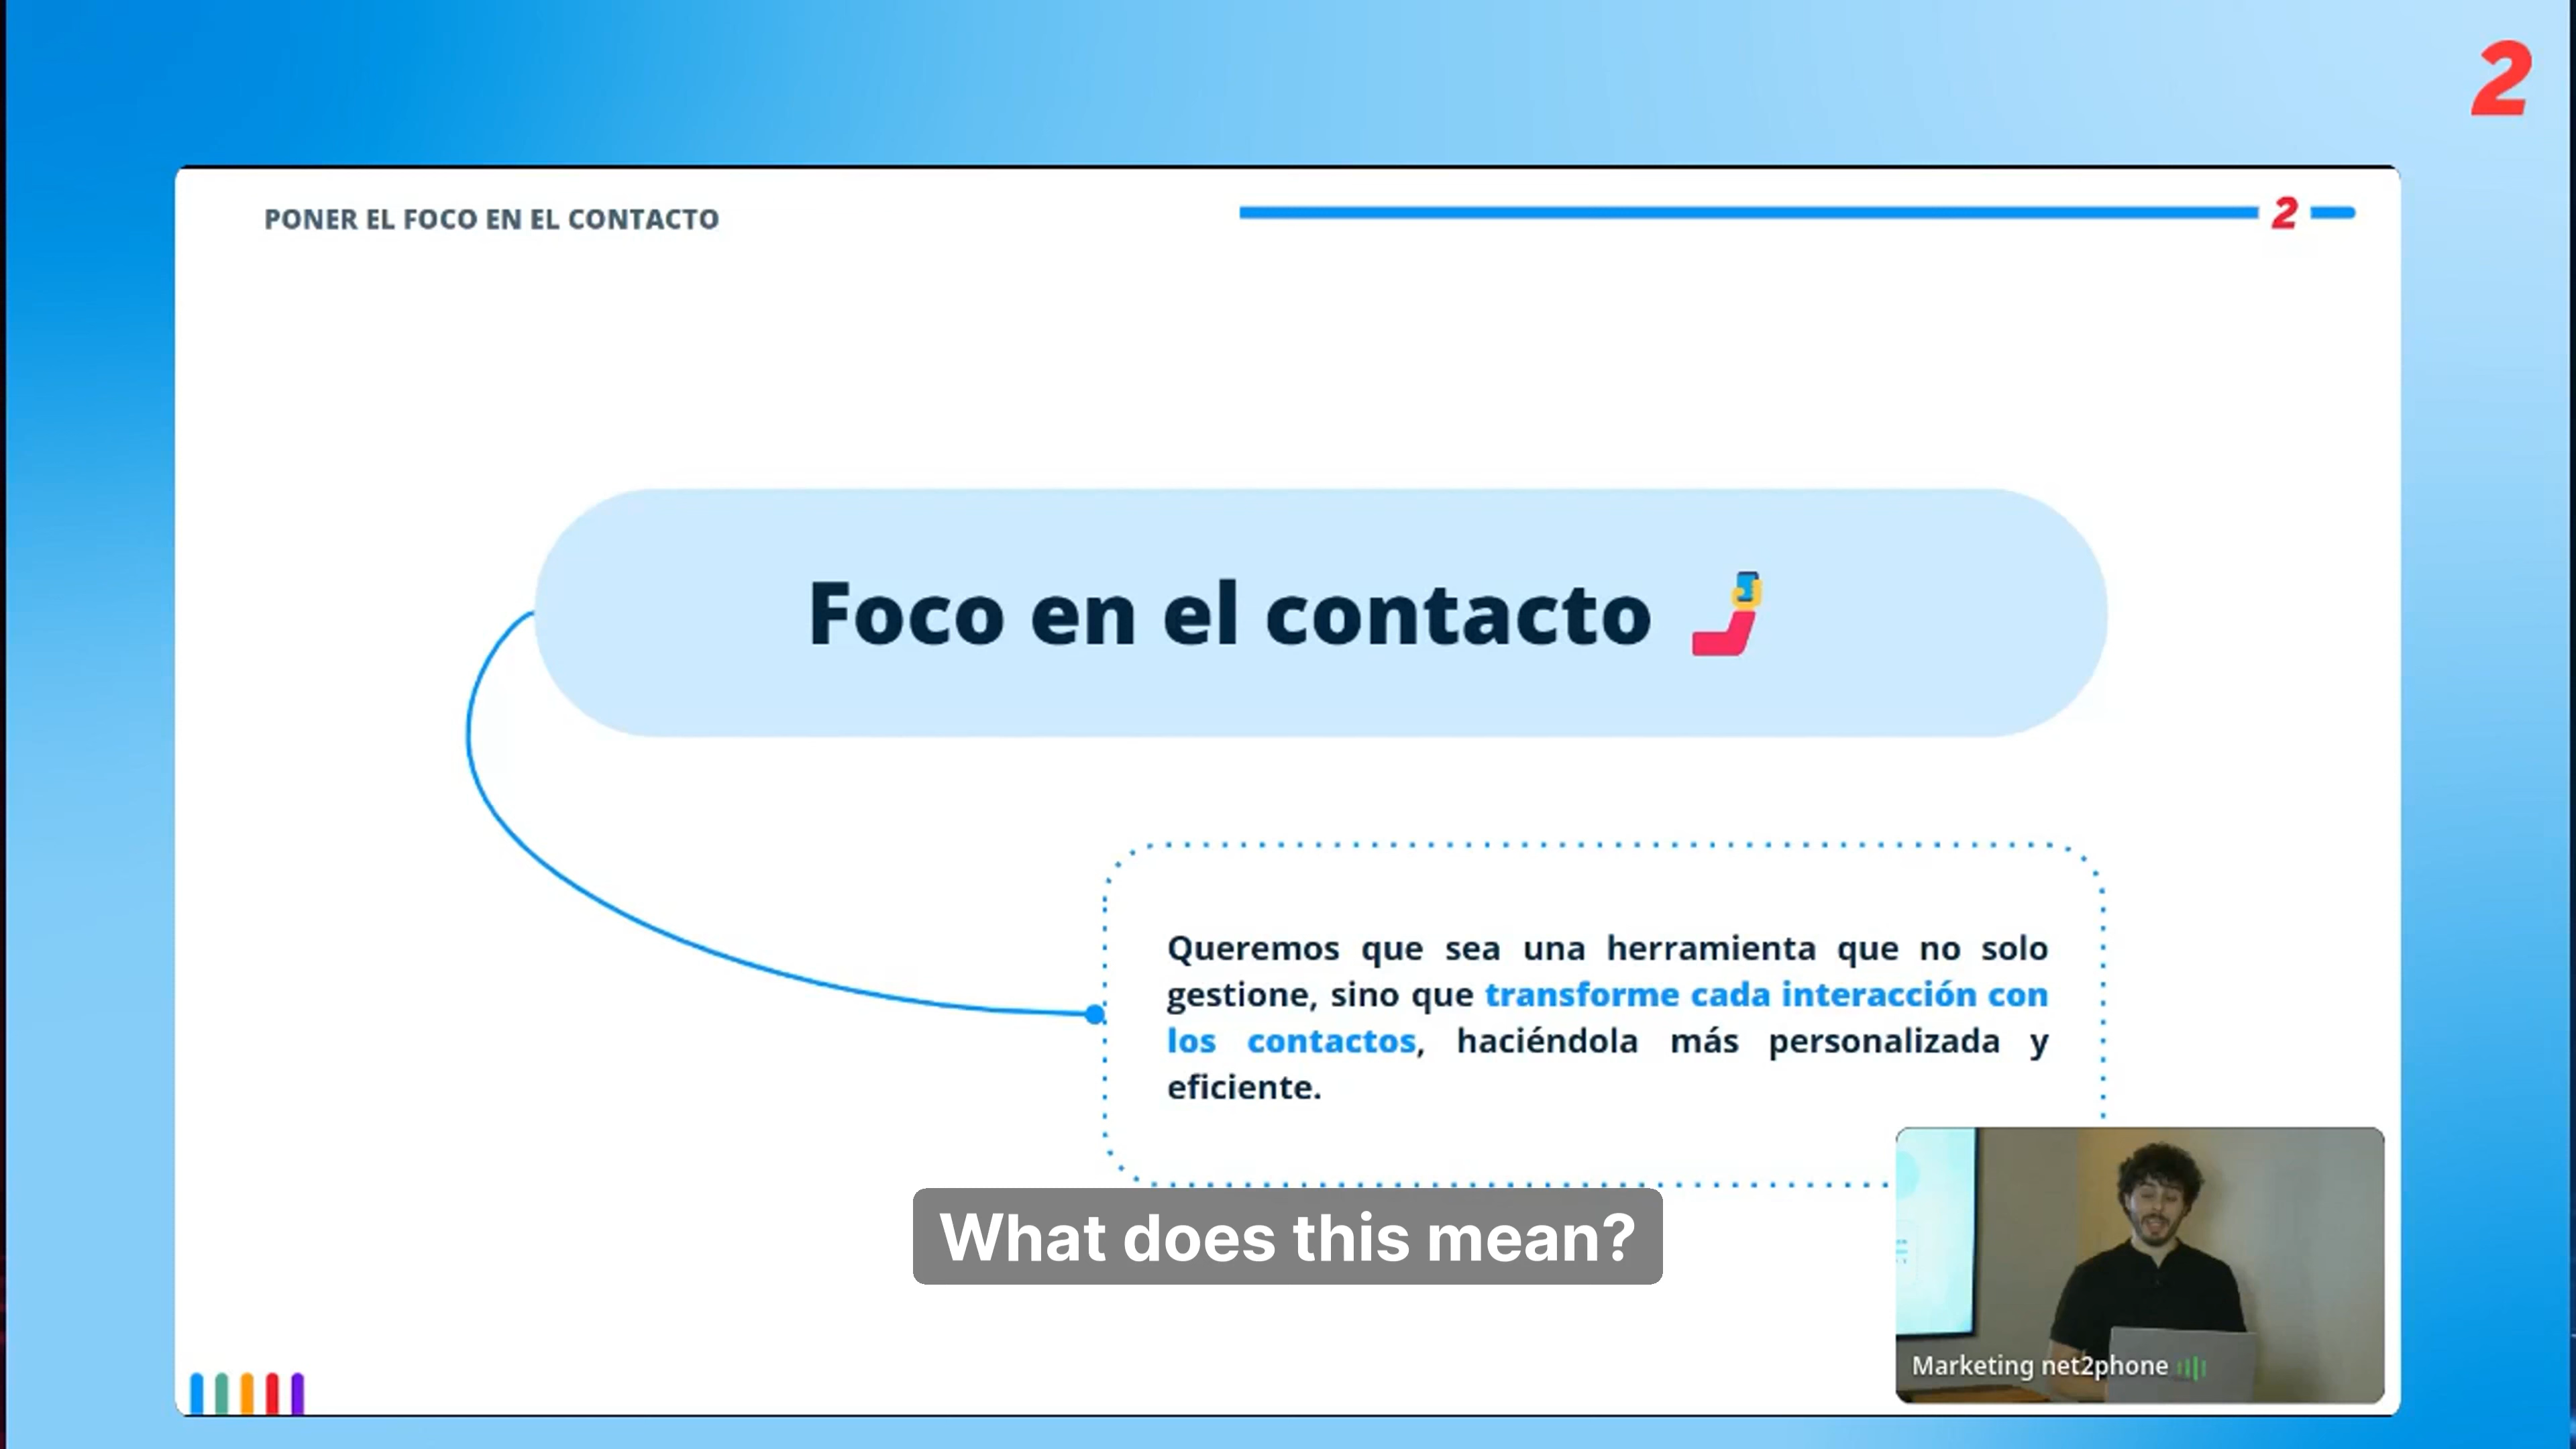 2
PONER EL FOCO EN EL CONTACTO
2
Foco en el contacto
Queremos que sea una herramienta que no solo
gestione, sino que transforme cada interacción con
los contactos, haciéndola más personalizada y
eficiente.
What does this mean?
Marketing net2phone